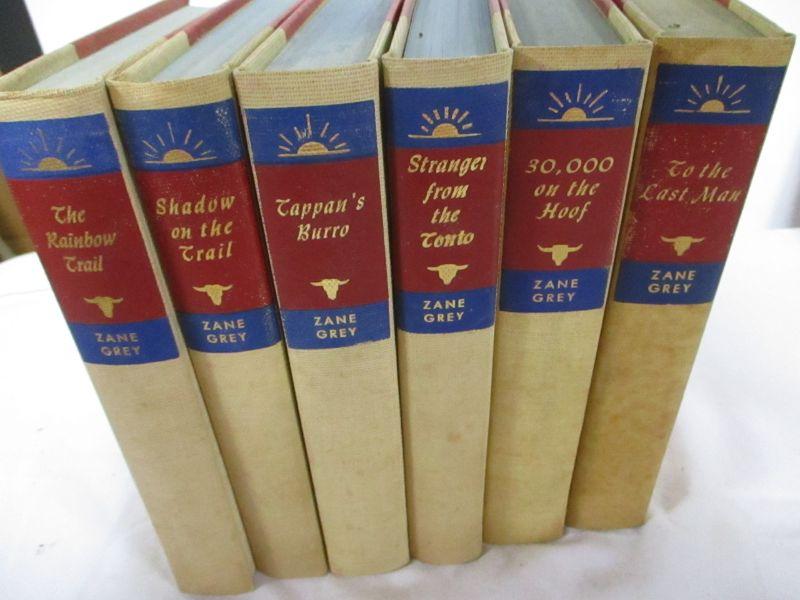 The
Rainbow
Trail
ZANE
GREY
Shadow
on the
Trail
ZANE
GREY
Tappan's
Burro
ZANE
GREY
Stranger
from
the
Tonto
ZANE
GREY
30,000
on the
Hoof
ZANE
GREY
To the
Last Man
ZANE
GREY